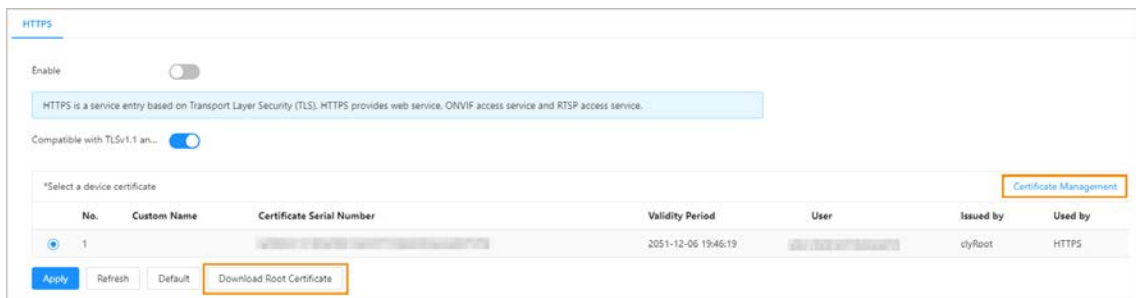 HTTPS
Enable
HTTPS is a service entry based on Transport Layer Security (TLS). HTTPS provides web service, ONVIF access service and RTSP access service.
Compatible with TLSv1.1 an...
*Select a device certificate Certificate Management
No. Custom Name Certificate Serial Number Validity Period User Issued by Used by
1 2051-12-06 19:46:19 clyRoot HTTPS
Apply Refresh Default Download Root Certificate